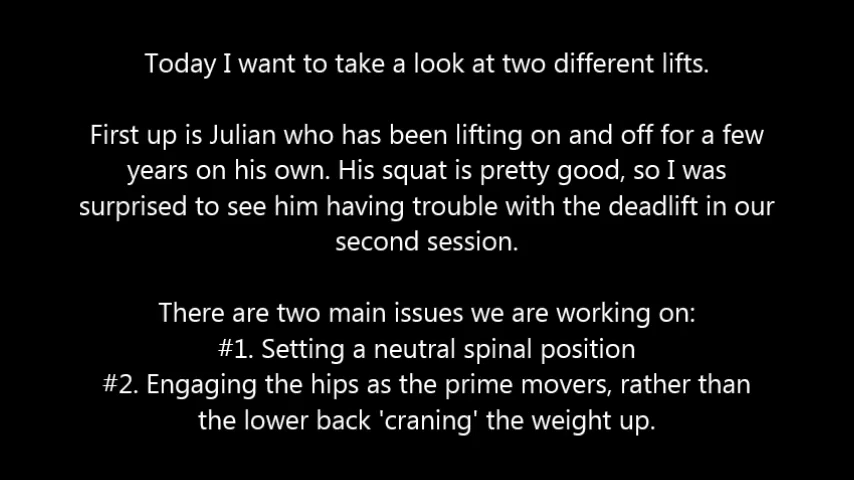 Today I want to take a look at two different lifts.
First up is Julian who has been lifting on and off for a few
years on his own. His squat is pretty good, so I was
surprised to see him having trouble with the deadlift in our
second session.
There are two main issues we are working on:
#1. Setting a neutral spinal position
#2. Engaging the hips as the prime movers, rather than
the lower back 'craning' the weight up.